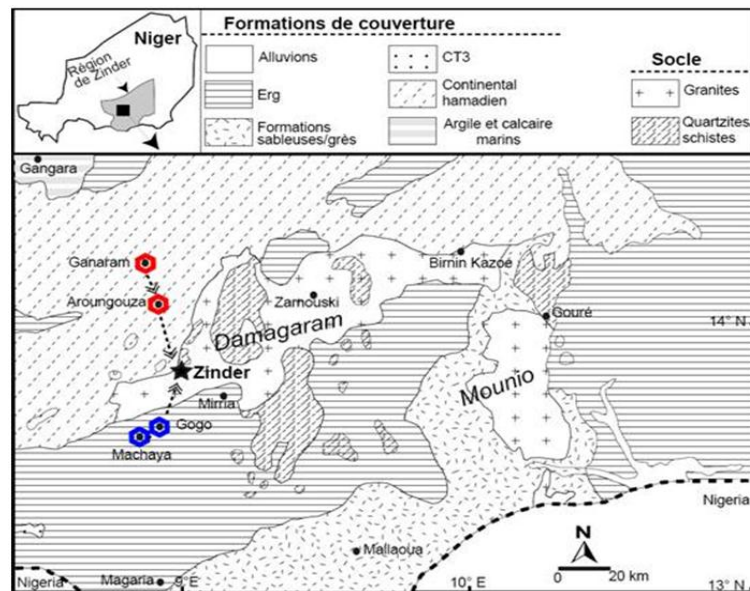 Niger
Région
de Zinder
Formations de couverture
Alluvions
Erg
Formations
sableuses/grès
CT3
Continental
hamadien
Argile et calcaire
marins
Socle
Granites
Quartzites
schistes
Gangara
Ganaram
Aroungouza
Birnin Kazoé
Zamouski
Gouré
14° N
Damagaram
Zinder
Mounio
Mirria
Gogo
Machaya
Nigeria
Mallaoua
N
0 20 km
Nigeria
Magaria
9°E
10° E
13° N